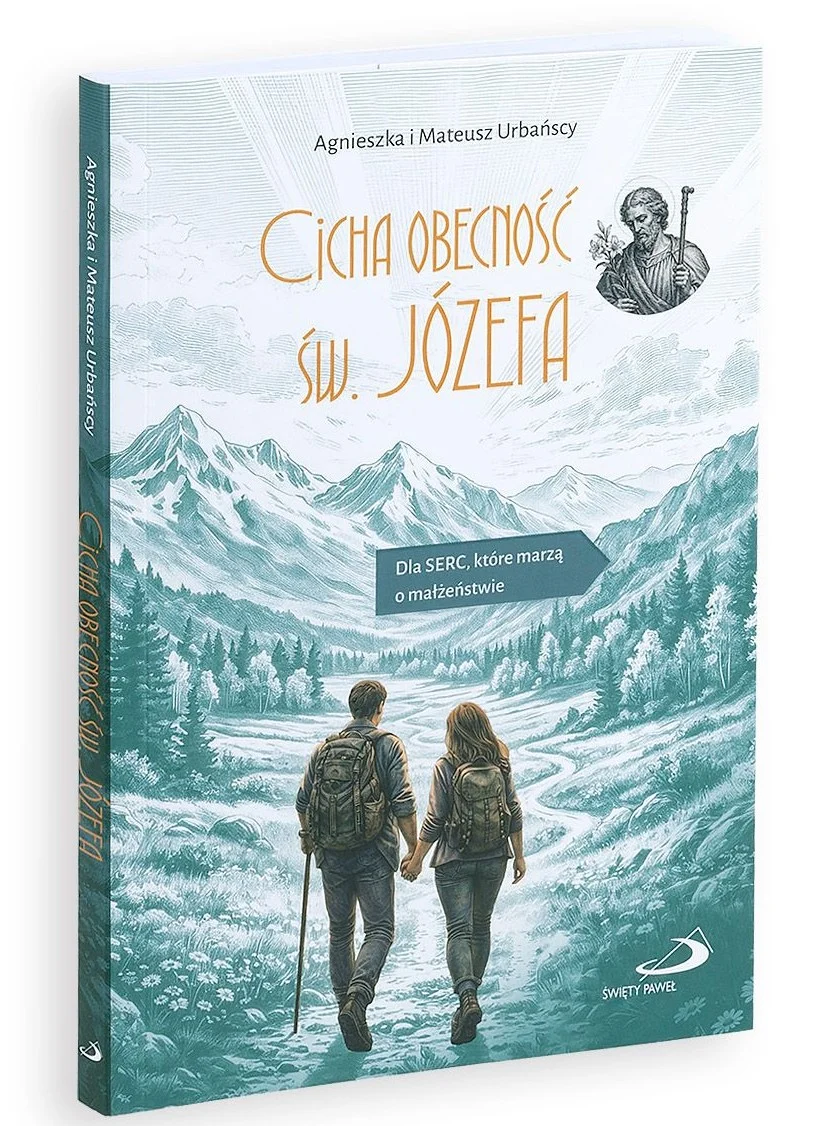 Agnieszka i Mateusz Urbańscy
CICHA OBECNOŚĆ
ŚW. JÓZEFA
Dla SERC, które marzą
o małżeństwie
ŚWIĘTY PAWEŁ
Agnieszka i Mateusz Urbańscy
CICHA OBECNOŚĆ ŚW. JÓZEFA